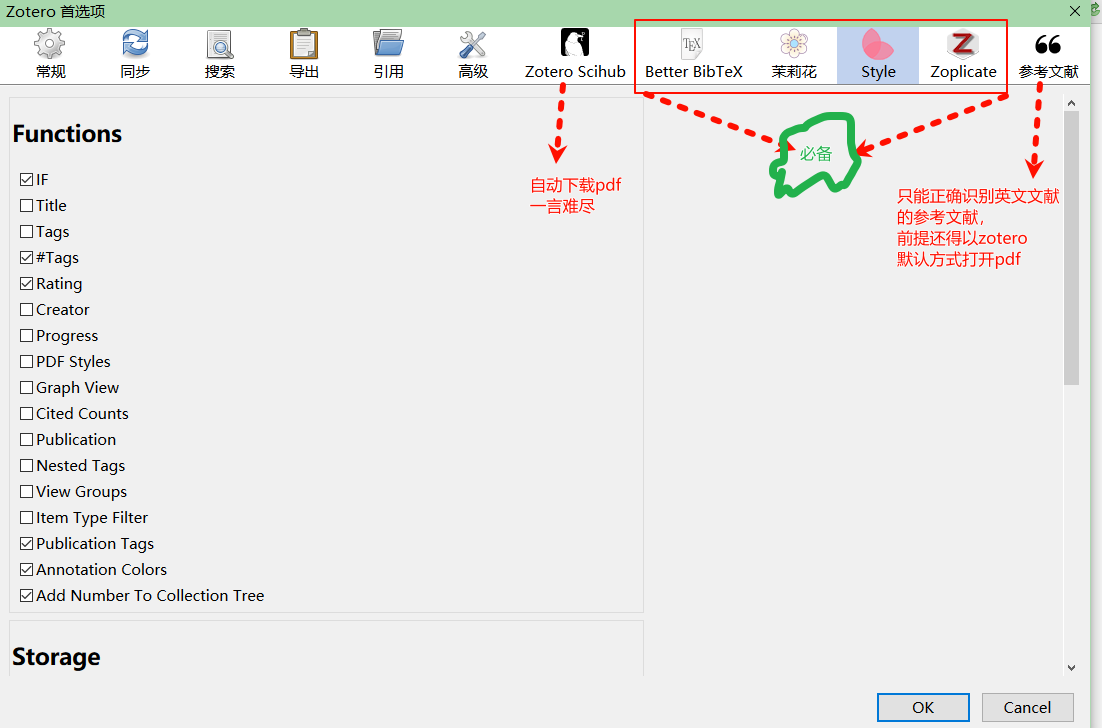 Zotero 首选项
常规
同步
搜索
导出
引用
高级
Zotero Scihub
Better BibTeX
茉莉花
Style
Zoplicate
参考文献
TEX
必备
自动下载pdf
一言难尽
只能正确识别英文文献
的参考文献，
前提还得以zotero
默认方式打开pdf
Functions
IF
Title
Tags
#Tags
Rating
Creator
Progress
PDF Styles
Graph View
Cited Counts
Publication
Nested Tags
View Groups
Item Type Filter
Publication Tags
Annotation Colors
Add Number To Collection Tree
Storage
OK
Cancel